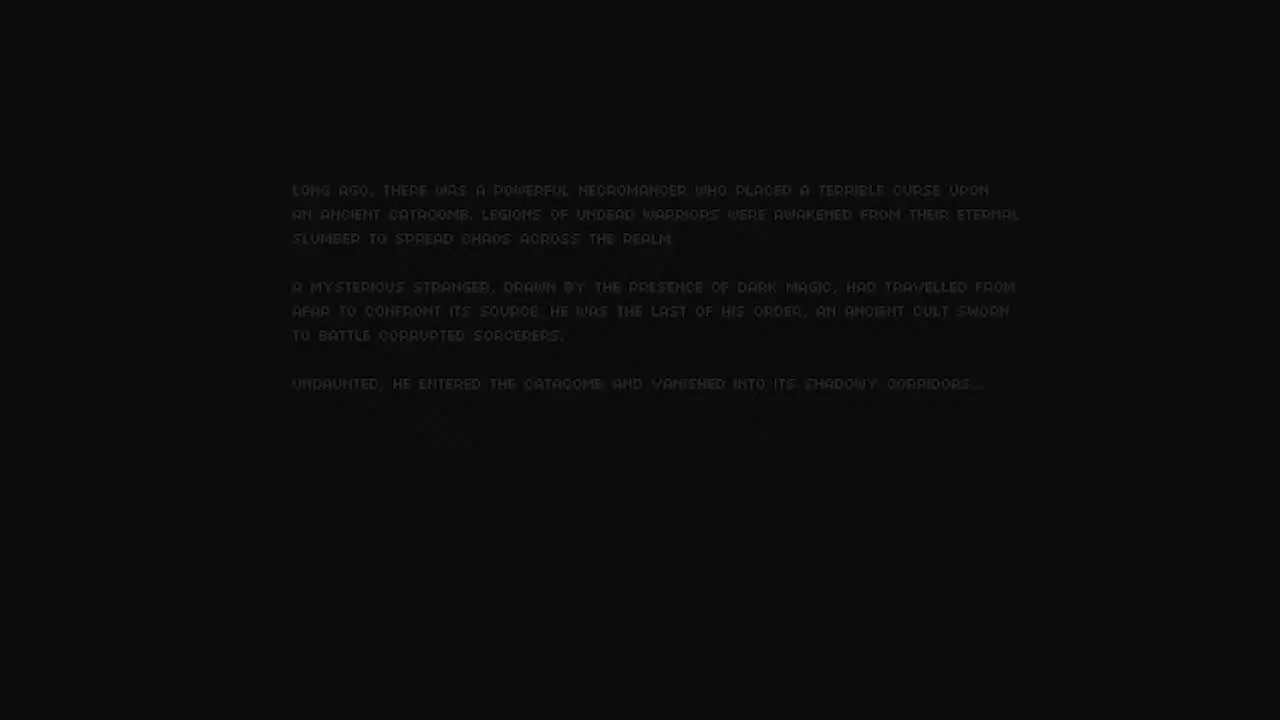 LONG AGO, THERE WAS A POWERFUL NECROMANCER WHO PLACED A TERRIBLE CURSE UPON
AN ANCIENT CATACOMB. LEGIONS OF UNDEAD WARRIORS WERE AWAKENED FROM THEIR ETERNAL
SLUMBER TO SPREAD CHAOS ACROSS THE REALM.
A MYSTERIOUS STRANGER, DRAWN BY THE PRESENCE OF DARK MAGIC, HAD TRAVELLED FROM
AFAR TO CONFRONT ITS SOURCE. HE WAS THE LAST OF HIS ORDER, AN ANCIENT CULT SWORN
TO BATTLE CORRUPTED SORCERERS.
UNDAUNTED, HE ENTERED THE CATACOMB AND VANISHED INTO ITS SHADOWY CORRIDORS...